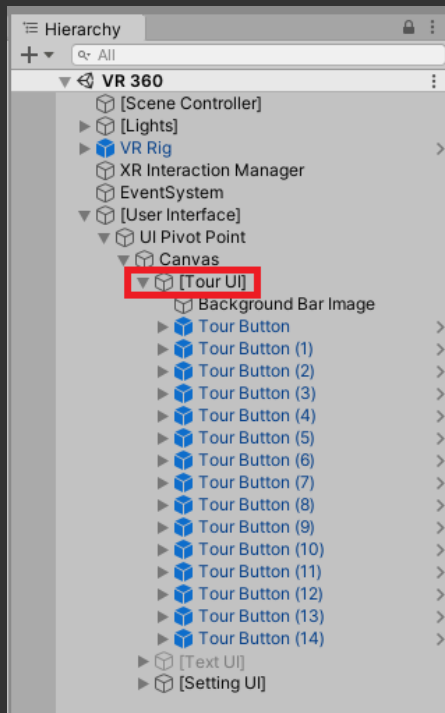 Hierarchy
All
VR 360
[Scene Controller]
[Lights]
VR Rig
XR Interaction Manager
EventSystem
[User Interface]
UI Pivot Point
Canvas
[Tour UI]
Background Bar Image
Tour Button
Tour Button (1)
Tour Button (2)
Tour Button (3)
Tour Button (4)
Tour Button (5)
Tour Button (6)
Tour Button (7)
Tour Button (8)
Tour Button (9)
Tour Button (10)
Tour Button (11)
Tour Button (12)
Tour Button (13)
Tour Button (14)
[Text UI]
[Setting UI]